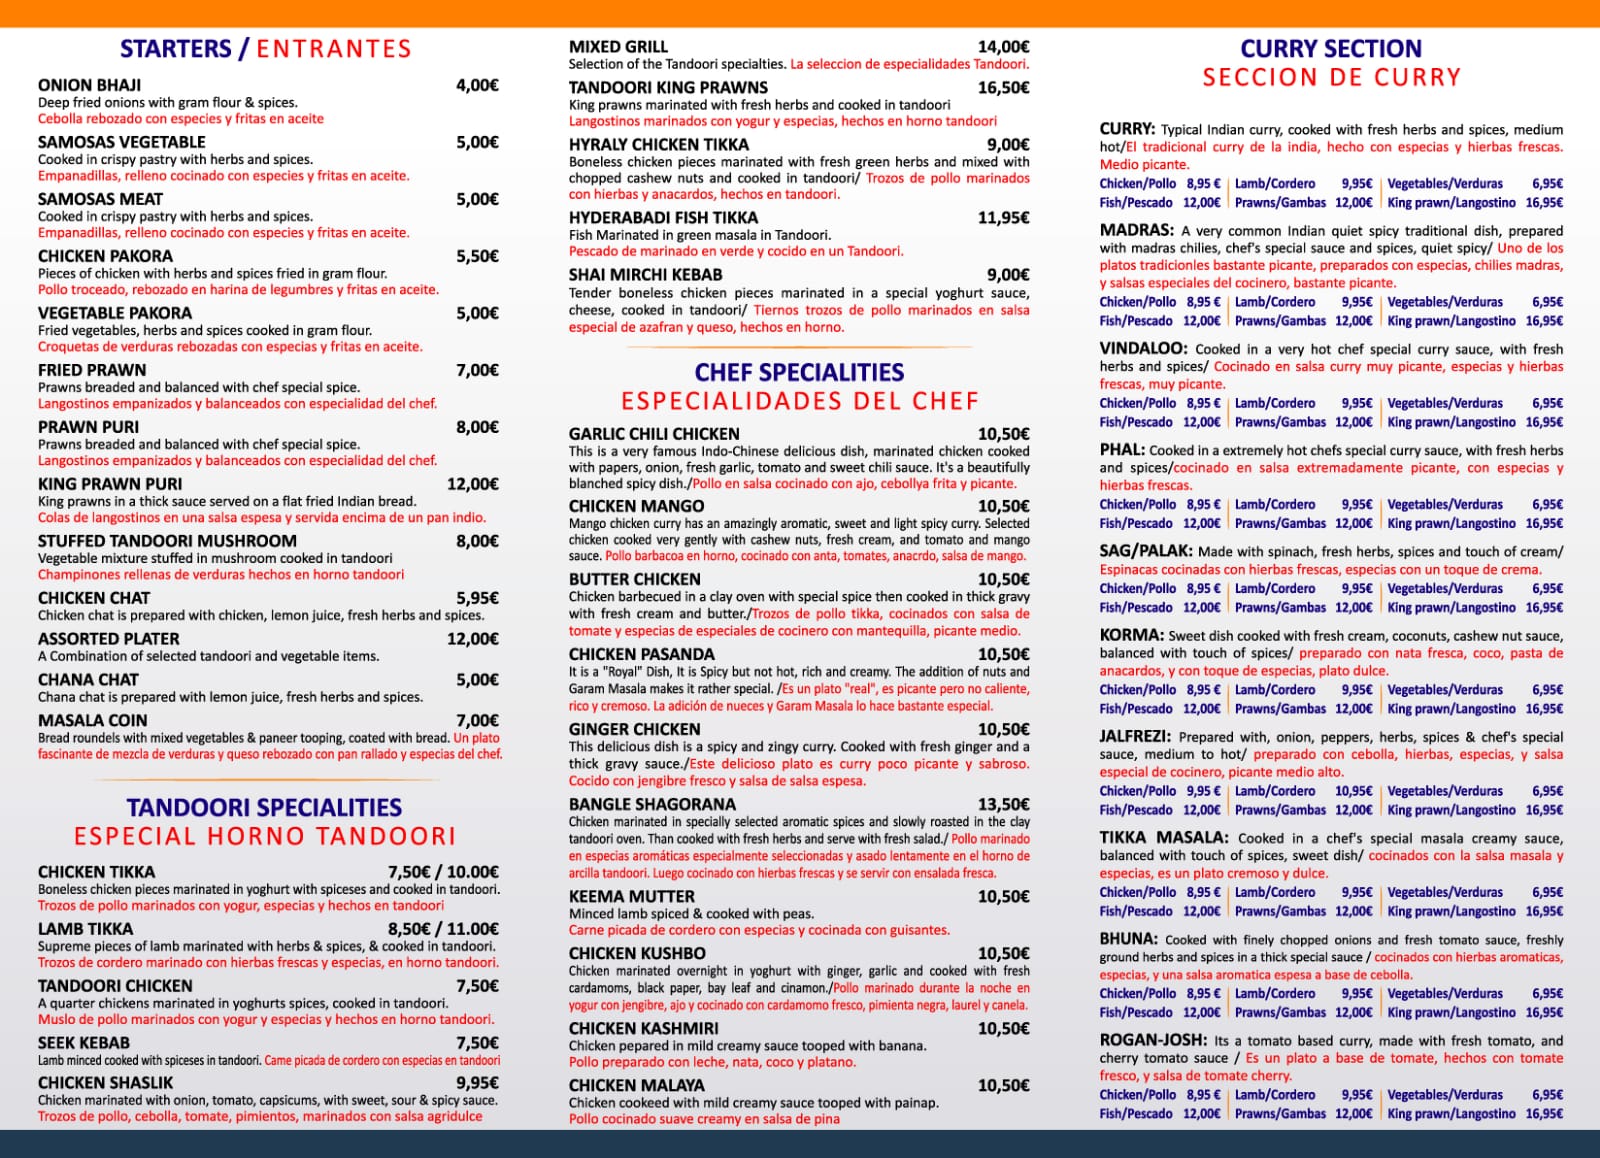 STARTERS / ENTRANTES
ONION BHAJI 4,00€
Deep fried onions with gram flour & spices.
Cebolla rebozado con especies y fritas en aceite
SAMOSAS VEGETABLE 5,00€
Cooked in crispy pastry with herbs and spices.
Empanadillas, relleno cocinado con especies y fritas en aceite.
SAMOSAS MEAT 5,00€
Cooked in crispy pastry with herbs and spices.
Empanadillas, relleno cocinado con especies y fritas en aceite.
CHICKEN PAKORA 5,50€
Pieces of chicken with herbs and spices fried in gram flour.
Pollo troceado, rebozado en harina de legumbres y fritas en aceite.
VEGETABLE PAKORA 5,00€
Fried vegetables, herbs and spices cooked in gram flour.
Croquetas de verduras rebozadas con especias y fritas en aceite.
FRIED PRAWN 7,00€
Prawns breaded and balanced with chef special spice.
Langostinos empanizados y balanceados con especialidad del chef.
PRAWN PURI 8,00€
Prawns breaded and balanced with chef special spice.
Langostinos empanizados y balanceados con especialidad del chef.
KING PRAWN PURI 12,00€
King prawns in a thick sauce served on a flat fried Indian bread.
Colas de langostinos en una salsa espesa y servida encima de un pan indio.
STUFFED TANDOORI MUSHROOM 8,00€
Vegetable mixture stuffed in mushroom cooked in tandoori
Champinones rellenas de verduras hechos en horno tandoori
CHICKEN CHAT 5,95€
Chicken chat is prepared with chicken, lemon juice, fresh herbs and spices.
ASSORTED PLATER 12,00€
A Combination of selected tandoori and vegetable items.
CHANA CHAT 5,00€
Chana chat is prepared with lemon juice, fresh herbs and spices.
MASALA COIN 7,00€
Bread roundels with mixed vegetables & paneer tooping, coated with bread. Un plato
fascinante de mezcla de verduras y queso rebozado con pan rallado y especias del chef.
TANDOORI SPECIALITIES
ESPECIAL HORNO TANDOORI
CHICKEN TIKKA 7,50€ / 10.00€
Boneless chicken pieces marinated in yoghurt with spiceses and cooked in tandoori.
Trozos de pollo marinados con yogur, especias y hechos en tandoori
LAMB TIKKA 8,50€ / 11.00€
Supreme pieces of lamb marinated with herbs & spices, & cooked in tandoori.
Trozos de cordero marinado con hierbas frescas y especias, en horno tandoori.
TANDOORI CHICKEN 7,50€
A quarter chickens marinated in yoghurts spices, cooked in tandoori.
Muslo de pollo marinados con yogur y especias y hechos en horno tandoori.
SEEK KEBAB 7,50€
Lamb minced cooked with spiceses in tandoori. Came picada de cordero con especias en tandoori
CHICKEN SHASLIK 9,95€
Chicken marinated with onion, tomato, capsicums, with sweet, sour & spicy sauce.
Trozos de pollo, cebolla, tomate, pimientos, marinados con salsa agridulce
MIXED GRILL 14,00€
Selection of the Tandoori specialties. La seleccion de especialidades Tandoori.
TANDOORI KING PRAWNS 16,50€
King prawns marinated with fresh herbs and cooked in tandoori
Langostinos marinados con yogur y especias, hechos en horno tandoori
HYRALY CHICKEN TIKKA 9,00€
Boneless chicken pieces marinated with fresh green herbs and mixed with
chopped cashew nuts and cooked in tandoori/ Trozos de pollo marinados
con hierbas y anacardos, hechos en tandoori.
HYDERABADI FISH TIKKA 11,95€
Fish Marinated in green masala in Tandoori.
Pescado de marinado en verde y cocido en un Tandoori.
SHAI MIRCHI KEBAB 9,00€
Tender boneless chicken pieces marinated in a special yoghurt sauce,
cheese, cooked in tandoori/ Tiernos trozos de pollo marinados en salsa
especial de azafran y queso, hechos en horno.
CHEF SPECIALITIES
ESPECIALIDADES DEL CHEF
GARLIC CHILI CHICKEN 10,50€
This is a very famous Indo-Chinese delicious dish, marinated chicken cooked
with papers, onion, fresh garlic, tomato and sweet chili sauce. It's a beautifully
blanched spicy dish./Pollo en salsa cocinado con ajo, cebollya frita y picante.
CHICKEN MANGO 10,50€
Mango chicken curry has an amazingly aromatic, sweet and light spicy curry. Selected
chicken cooked very gently with cashew nuts, fresh cream, and tomato and mango
sauce. Pollo barbacoa en horno, cocinado con anta, tomates, anacrdo, salsa de mango.
BUTTER CHICKEN 10,50€
Chicken barbecued in a clay oven with special spice then cooked in thick gravy
with fresh cream and butter./Trozos de pollo tikka, cocinados con salsa de
tomate y especias de especiales de cocinero con mantequilla, picante medio.
CHICKEN PASANDA 10,50€
It is a "Royal" Dish, It is Spicy but not hot, rich and creamy. The addition of nuts and
Garam Masala makes it rather special. /Es un plato "real", es picante pero no caliente,
rico y cremoso. La adición de nueces y Garam Masala lo hace bastante especial.
GINGER CHICKEN 10,50€
This delicious dish is a spicy and zingy curry. Cooked with fresh ginger and a
thick gravy sauce./Este delicioso plato es curry poco picante y sabroso.
Cocido con jengibre fresco y salsa de salsa espesa.
BANGLE SHAGORANA 13,50€
Chicken marinated in specially selected aromatic spices and slowly roasted in the clay
tandoori oven. Than cooked with fresh herbs and serve with fresh salad./ Pollo marinado
en especias aromáticas especialmente seleccionadas y asado lentamente en el horno de
arcilla tandoori. Luego cocinado con hierbas frescas y se servir con ensalada fresca.
KEEMA MUTTER 10,50€
Minced lamb spiced & cooked with peas.
Carne picada de cordero con especias y cocinada con guisantes.
CHICKEN KUSHBO 10,50€
Chicken marinated overnight in yoghurt with ginger, garlic and cooked with fresh
cardamoms, black paper, bay leaf and cinamon./Pollo marinado durante la noche en
yogur con jengibre, ajo y cocinado con cardamomo fresco, pimienta negra, laurel y canela.
CHICKEN KASHMIRI 10,50€
Chicken pepared in mild creamy sauce tooped with banana.
Pollo preparado con leche, nata, coco y platano.
CHICKEN MALAYA 10,50€
Chicken cookeed with mild creamy sauce tooped with painap.
Pollo cocinado suave creamy en salsa de pina
CURRY SECTION
SECCION DE CURRY
CURRY: Typical Indian curry, cooked with fresh herbs and spices, medium
hot/El tradicional curry de la india, hecho con especias y hierbas frescas.
Medio picante.
Chicken/Pollo 8,95 € Lamb/Cordero 9,95€ Vegetables/Verduras 6,95€
Fish/Pescado 12,00€ Prawns/Gambas 12,00€ King prawn/Langostino 16,95€
MADRAS: A very common Indian quiet spicy traditional dish, prepared
with madras chilies, chef's special sauce and spices, quiet spicy/ Uno de los
platos tradicionles bastante picante, preparados con especias, chilies madras,
y salsas especiales del cocinero, bastante picante.
Chicken/Pollo 8,95 € Lamb/Cordero 9,95€ Vegetables/Verduras 6,95€
Fish/Pescado 12,00€ Prawns/Gambas 12,00€ King prawn/Langostino 16,95€
VINDALOO: Cooked in a very hot chef special curry sauce, with fresh
herbs and spices/ Cocinado en salsa curry muy picante, especias y hierbas
frescas, muy picante.
Chicken/Pollo 8,95 € Lamb/Cordero 9,95€ Vegetables/Verduras 6,95€
Fish/Pescado 12,00€ Prawns/Gambas 12,00€ King prawn/Langostino 16,95€
PHAL: Cooked in a extremely hot chefs special curry sauce, with fresh herbs
and spices/cocinado en salsa extremadamente picante, con especias y
hierbas frescas.
Chicken/Pollo 8,95 € Lamb/Cordero 9,95€ Vegetables/Verduras 6,95€
Fish/Pescado 12,00€ Prawns/Gambas 12,00€ King prawn/Langostino 16,95€
SAG/PALAK: Made with spinach, fresh herbs, spices and touch of cream/
Espinacas cocinadas con hierbas frescas, especias con un toque de crema.
Chicken/Pollo 8,95 € Lamb/Cordero 9,95€ Vegetables/Verduras 6,95€
Fish/Pescado 12,00€ Prawns/Gambas 12,00€ King prawn/Langostino 16,95€
KORMA: Sweet dish cooked with fresh cream, coconuts, cashew nut sauce,
balanced with touch of spices/ preparado con nata fresca, coco, pasta de
anacardos, y con toque de especias, plato dulce.
Chicken/Pollo 8,95 € Lamb/Cordero 9,95€ Vegetables/Verduras 6,95€
Fish/Pescado 12,00€ Prawns/Gambas 12,00€ King prawn/Langostino 16,95€
JALFREZI: Prepared with, onion, peppers, herbs, spices & chef's special
sauce, medium to hot/ preparado con cebolla, hierbas, especias, y salsa
especial de cocinero, picante medio alto.
Chicken/Pollo 9,95 € Lamb/Cordero 10,95€ Vegetables/Verduras 6,95€
Fish/Pescado 12,00€ Prawns/Gambas 12,00€ King prawn/Langostino 16,95€
TIKKA MASALA: Cooked in a chef's special masala creamy sauce,
balanced with touch of spices, sweet dish/ cocinados con la salsa masala y
especias, es un plato cremoso y dulce.
Chicken/Pollo 8,95 € Lamb/Cordero 9,95€ Vegetables/Verduras 6,95€
Fish/Pescado 12,00€ Prawns/Gambas 12,00€ King prawn/Langostino 16,95€
BHUNA: Cooked with finely chopped onions and fresh tomato sauce, freshly
ground herbs and spices in a thick special sauce / cocinados con hierbas aromaticas,
especias, y una salsa aromatica espesa a base de cebolla.
Chicken/Pollo 8,95 € Lamb/Cordero 9,95€ Vegetables/Verduras 6,95€
Fish/Pescado 12,00€ Prawns/Gambas 12,00€ King prawn/Langostino 16,95€
ROGAN-JOSH: Its a tomato based curry, made with fresh tomato, and
cherry tomato sauce / Es un plato a base de tomate, hechos con tomate
fresco, y salsa de tomate cherry.
Chicken/Pollo 8,95 € Lamb/Cordero 9,95€ Vegetables/Verduras 6,95€
Fish/Pescado 12,00€ Prawns/Gambas 12,00€ King prawn/Langostino 16,95€